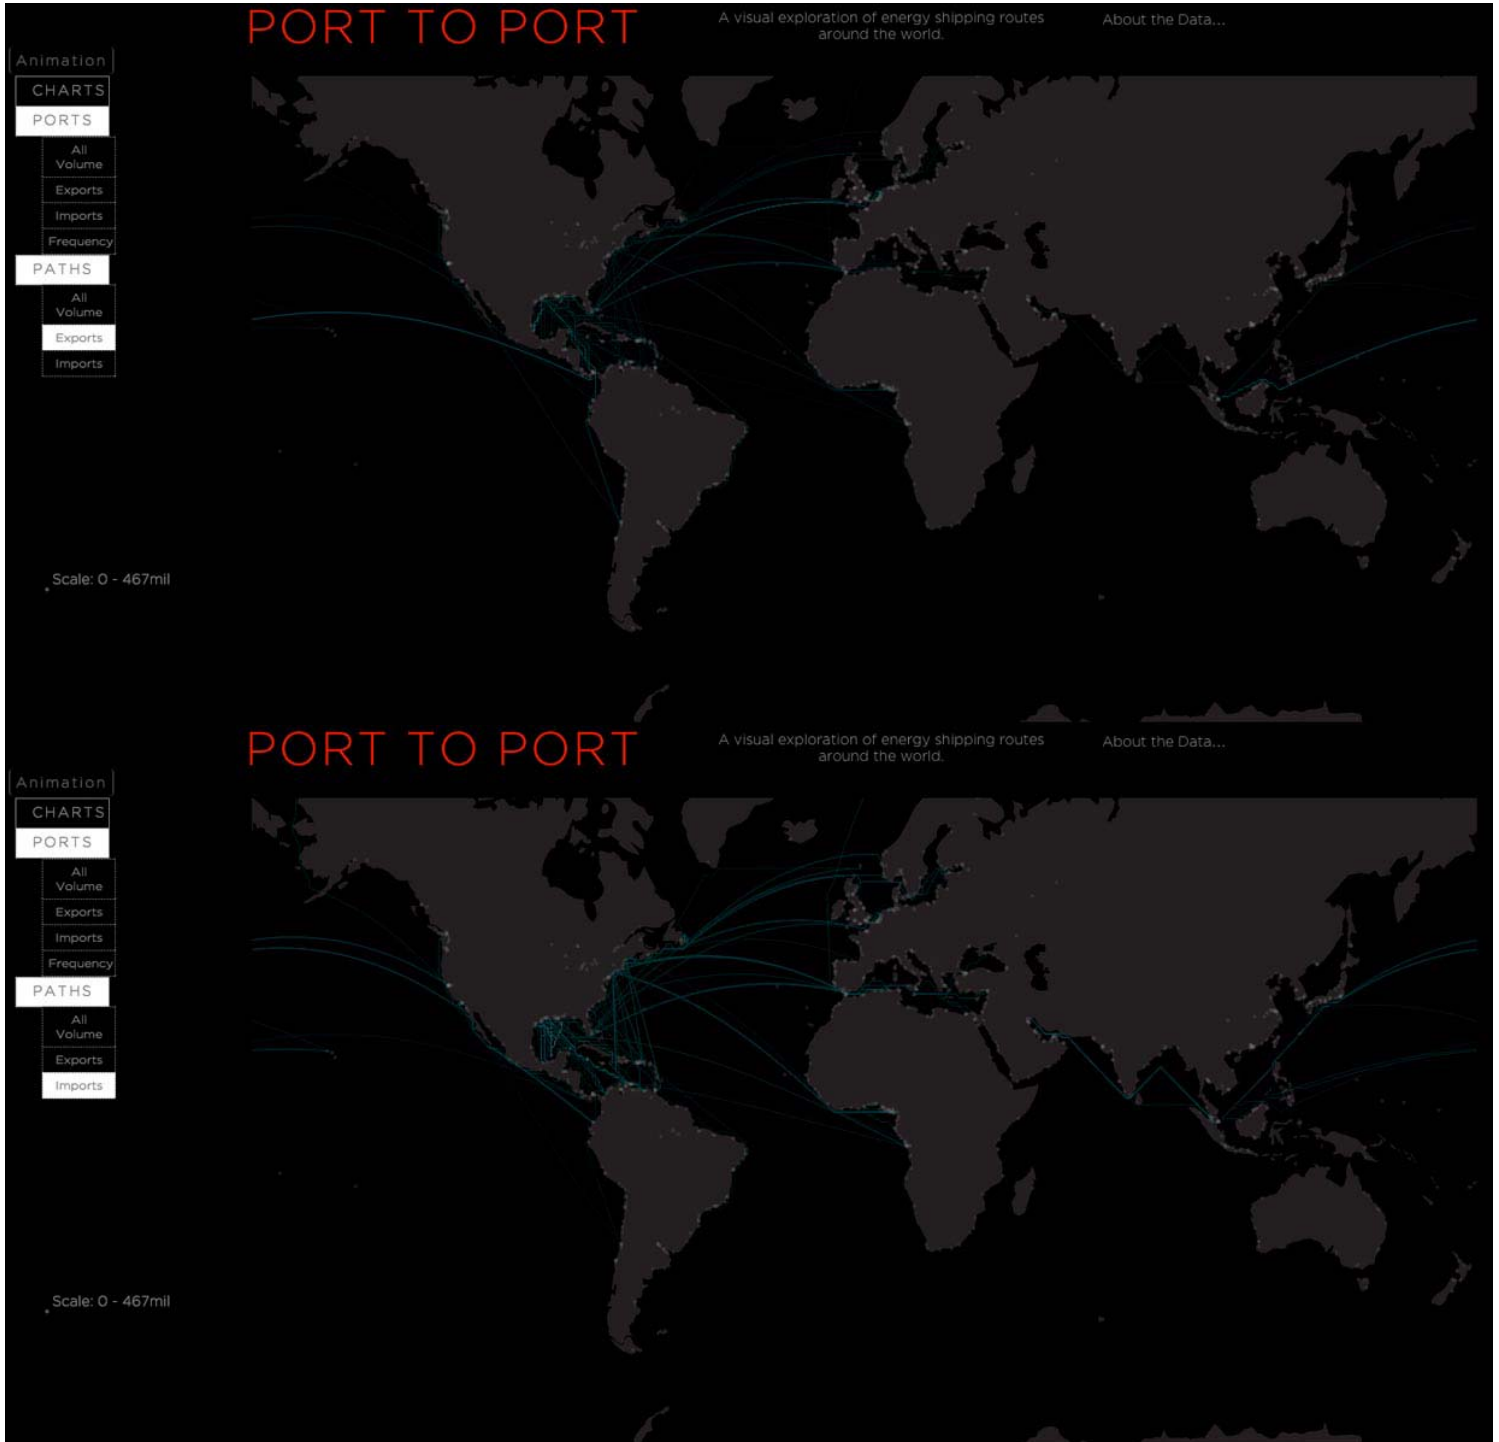 PORT TO PORT
A visual exploration of energy shipping routes
around the world.
About the Data...
Animation
CHARTS
PORTS
All
Volume
Exports
Imports
Frequency
PATHS
All
Volume
Exports
Imports
Scale: 0 - 467mil
PORT TO PORT
A visual exploration of energy shipping routes
around the world.
About the Data...
Animation
CHARTS
PORTS
All
Volume
Exports
Imports
Frequency
PATHS
All
Volume
Exports
Imports
Scale: 0 - 467mil